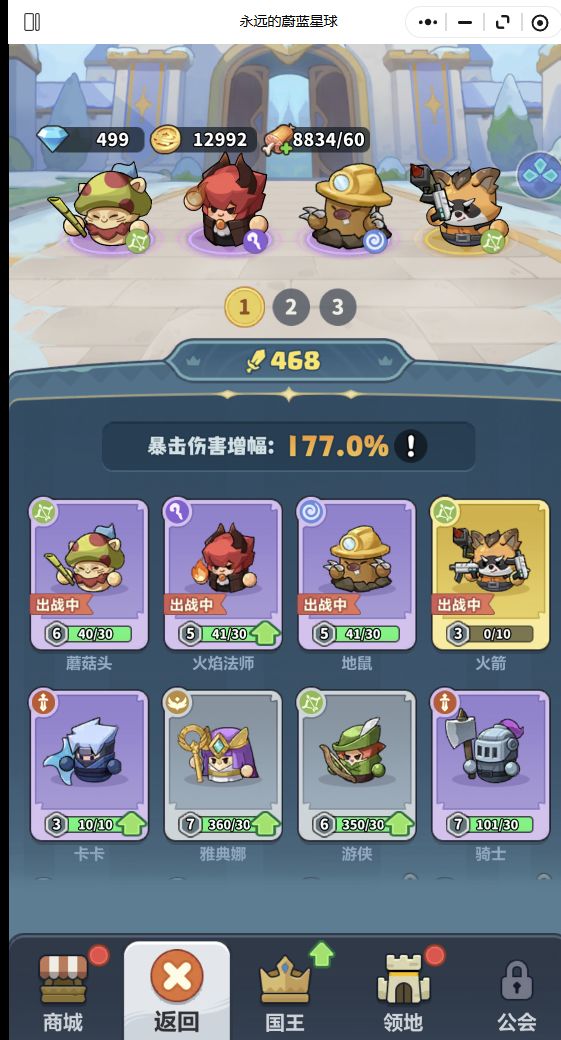 永远的蔚蓝星球
499 12992 8834/60
1 2 3
468
暴击伤害增幅: 177.0% !
出战中 出战中 出战中 出战中
6 40/30 5 41/30 5 41/30 3 0/10
蘑菇头 火焰法师 地鼠 火箭
3 10/10 7 360/30 6 350/30 7 101/30
卡卡 雅典娜 游侠 骑士
商城 返回 国王 领地 公会